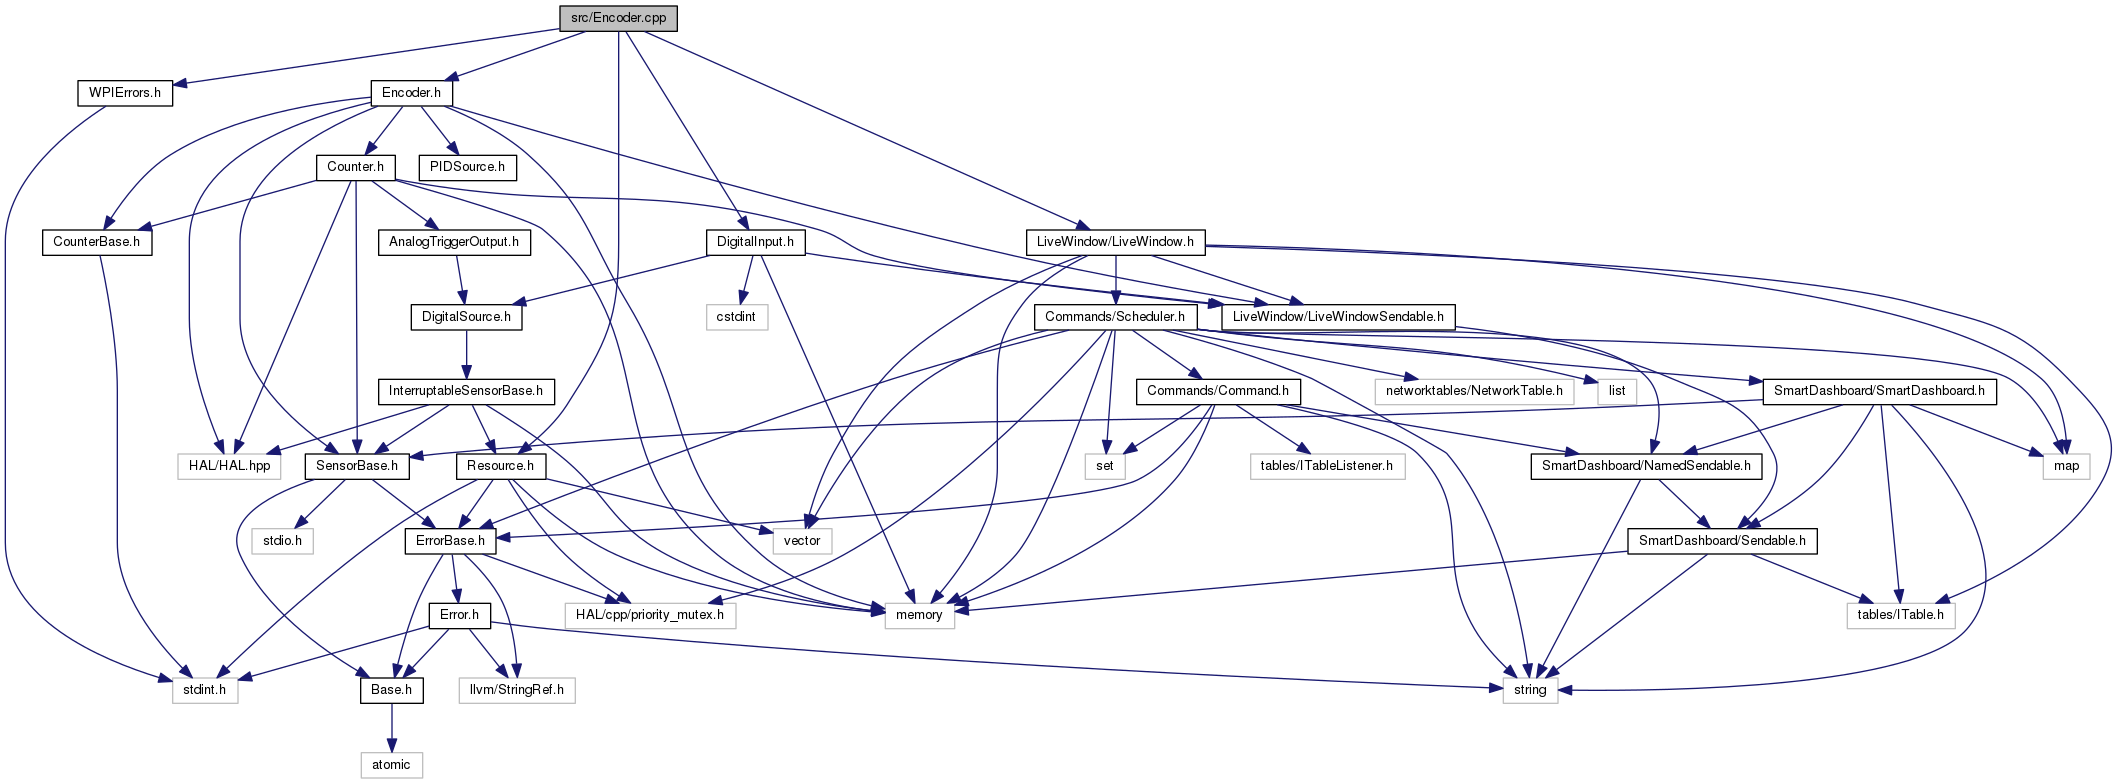 src/Encoder.cpp
WPIErrors.h
Encoder.h
Counter.h
PIDSource.h
CounterBase.h
AnalogTriggerOutput.h
DigitalInput.h
LiveWindow/LiveWindow.h
DigitalSource.h
cstdint
Commands/Scheduler.h
LiveWindow/LiveWindowSendable.h
InterruptableSensorBase.h
Commands/Command.h
networktables/NetworkTable.h
list
SmartDashboard/SmartDashboard.h
HAL/HAL.hpp
SensorBase.h
Resource.h
set
tables/ITableListener.h
SmartDashboard/NamedSendable.h
map
stdio.h
ErrorBase.h
vector
SmartDashboard/Sendable.h
Error.h
HAL/cpp/priority_mutex.h
memory
tables/ITable.h
stdint.h
Base.h
llvm/StringRef.h
string
atomic